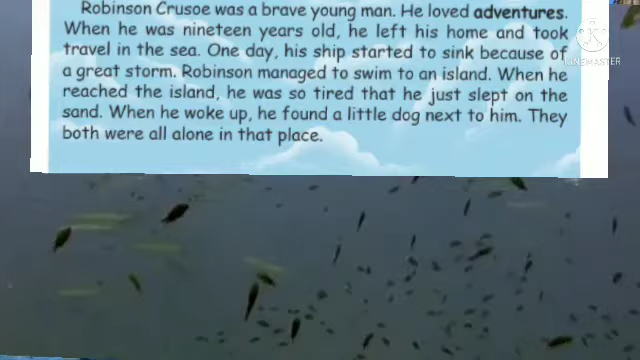 Robinson Crusoe was a brave young man. He loved adventures.
When he was nineteen years old, he left his home and took
travel in the sea. One day, his ship started to sink because of
a great storm. Robinson managed to swim to an island. When he
reached the island, he was so tired that he just slept on the
sand. When he woke up, he found a little dog next to him. They
both were all alone in that place.
KINEMASTER